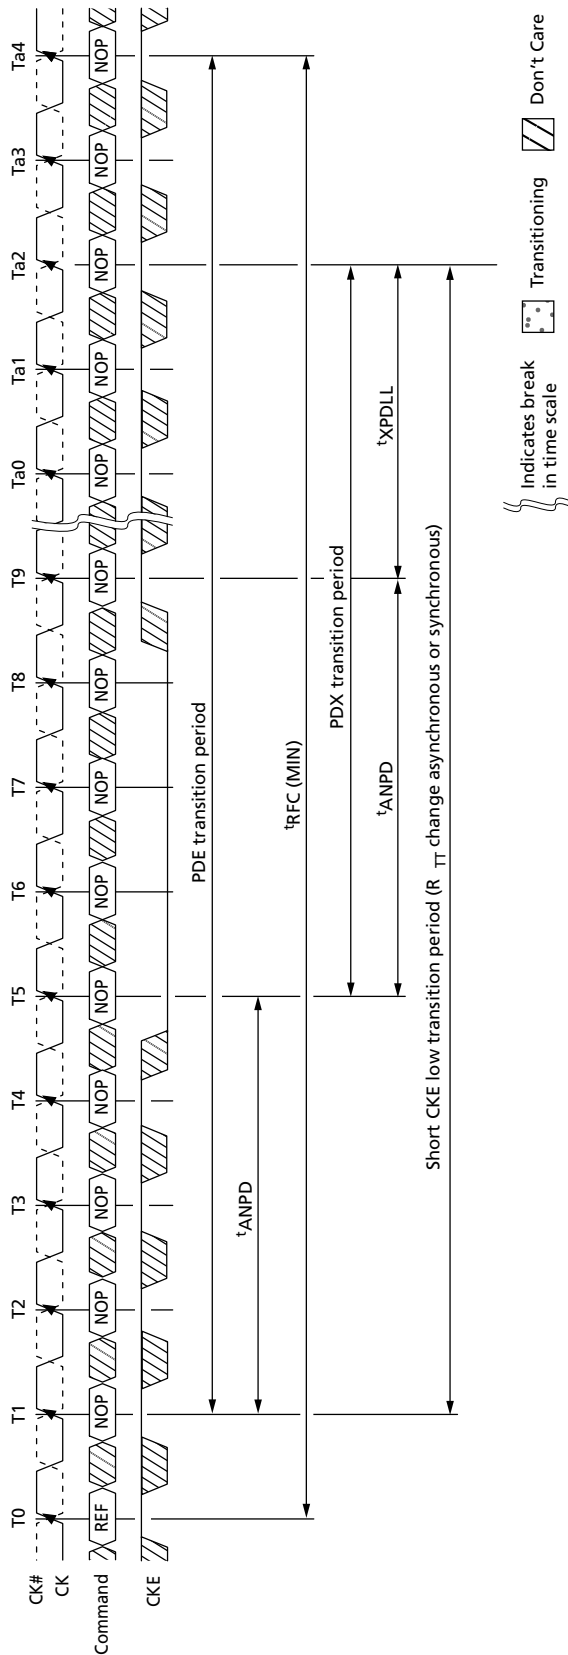 T0 T1 T2 T3 T4 T5 T6 T7 T8 T9 Ta0 Ta1 Ta2 Ta3 Ta4
CK#
CK
Command REF NOP NOP NOP NOP NOP NOP NOP NOP NOP NOP NOP NOP NOP NOP
CKE
PDE transition period
tANPD
tRFC (MIN)
PDX transition period
tANPD tXPDLL
Short CKE low transition period (R TT change asynchronous or synchronous)
Indicates break
in time scale
Transitioning
Don't Care